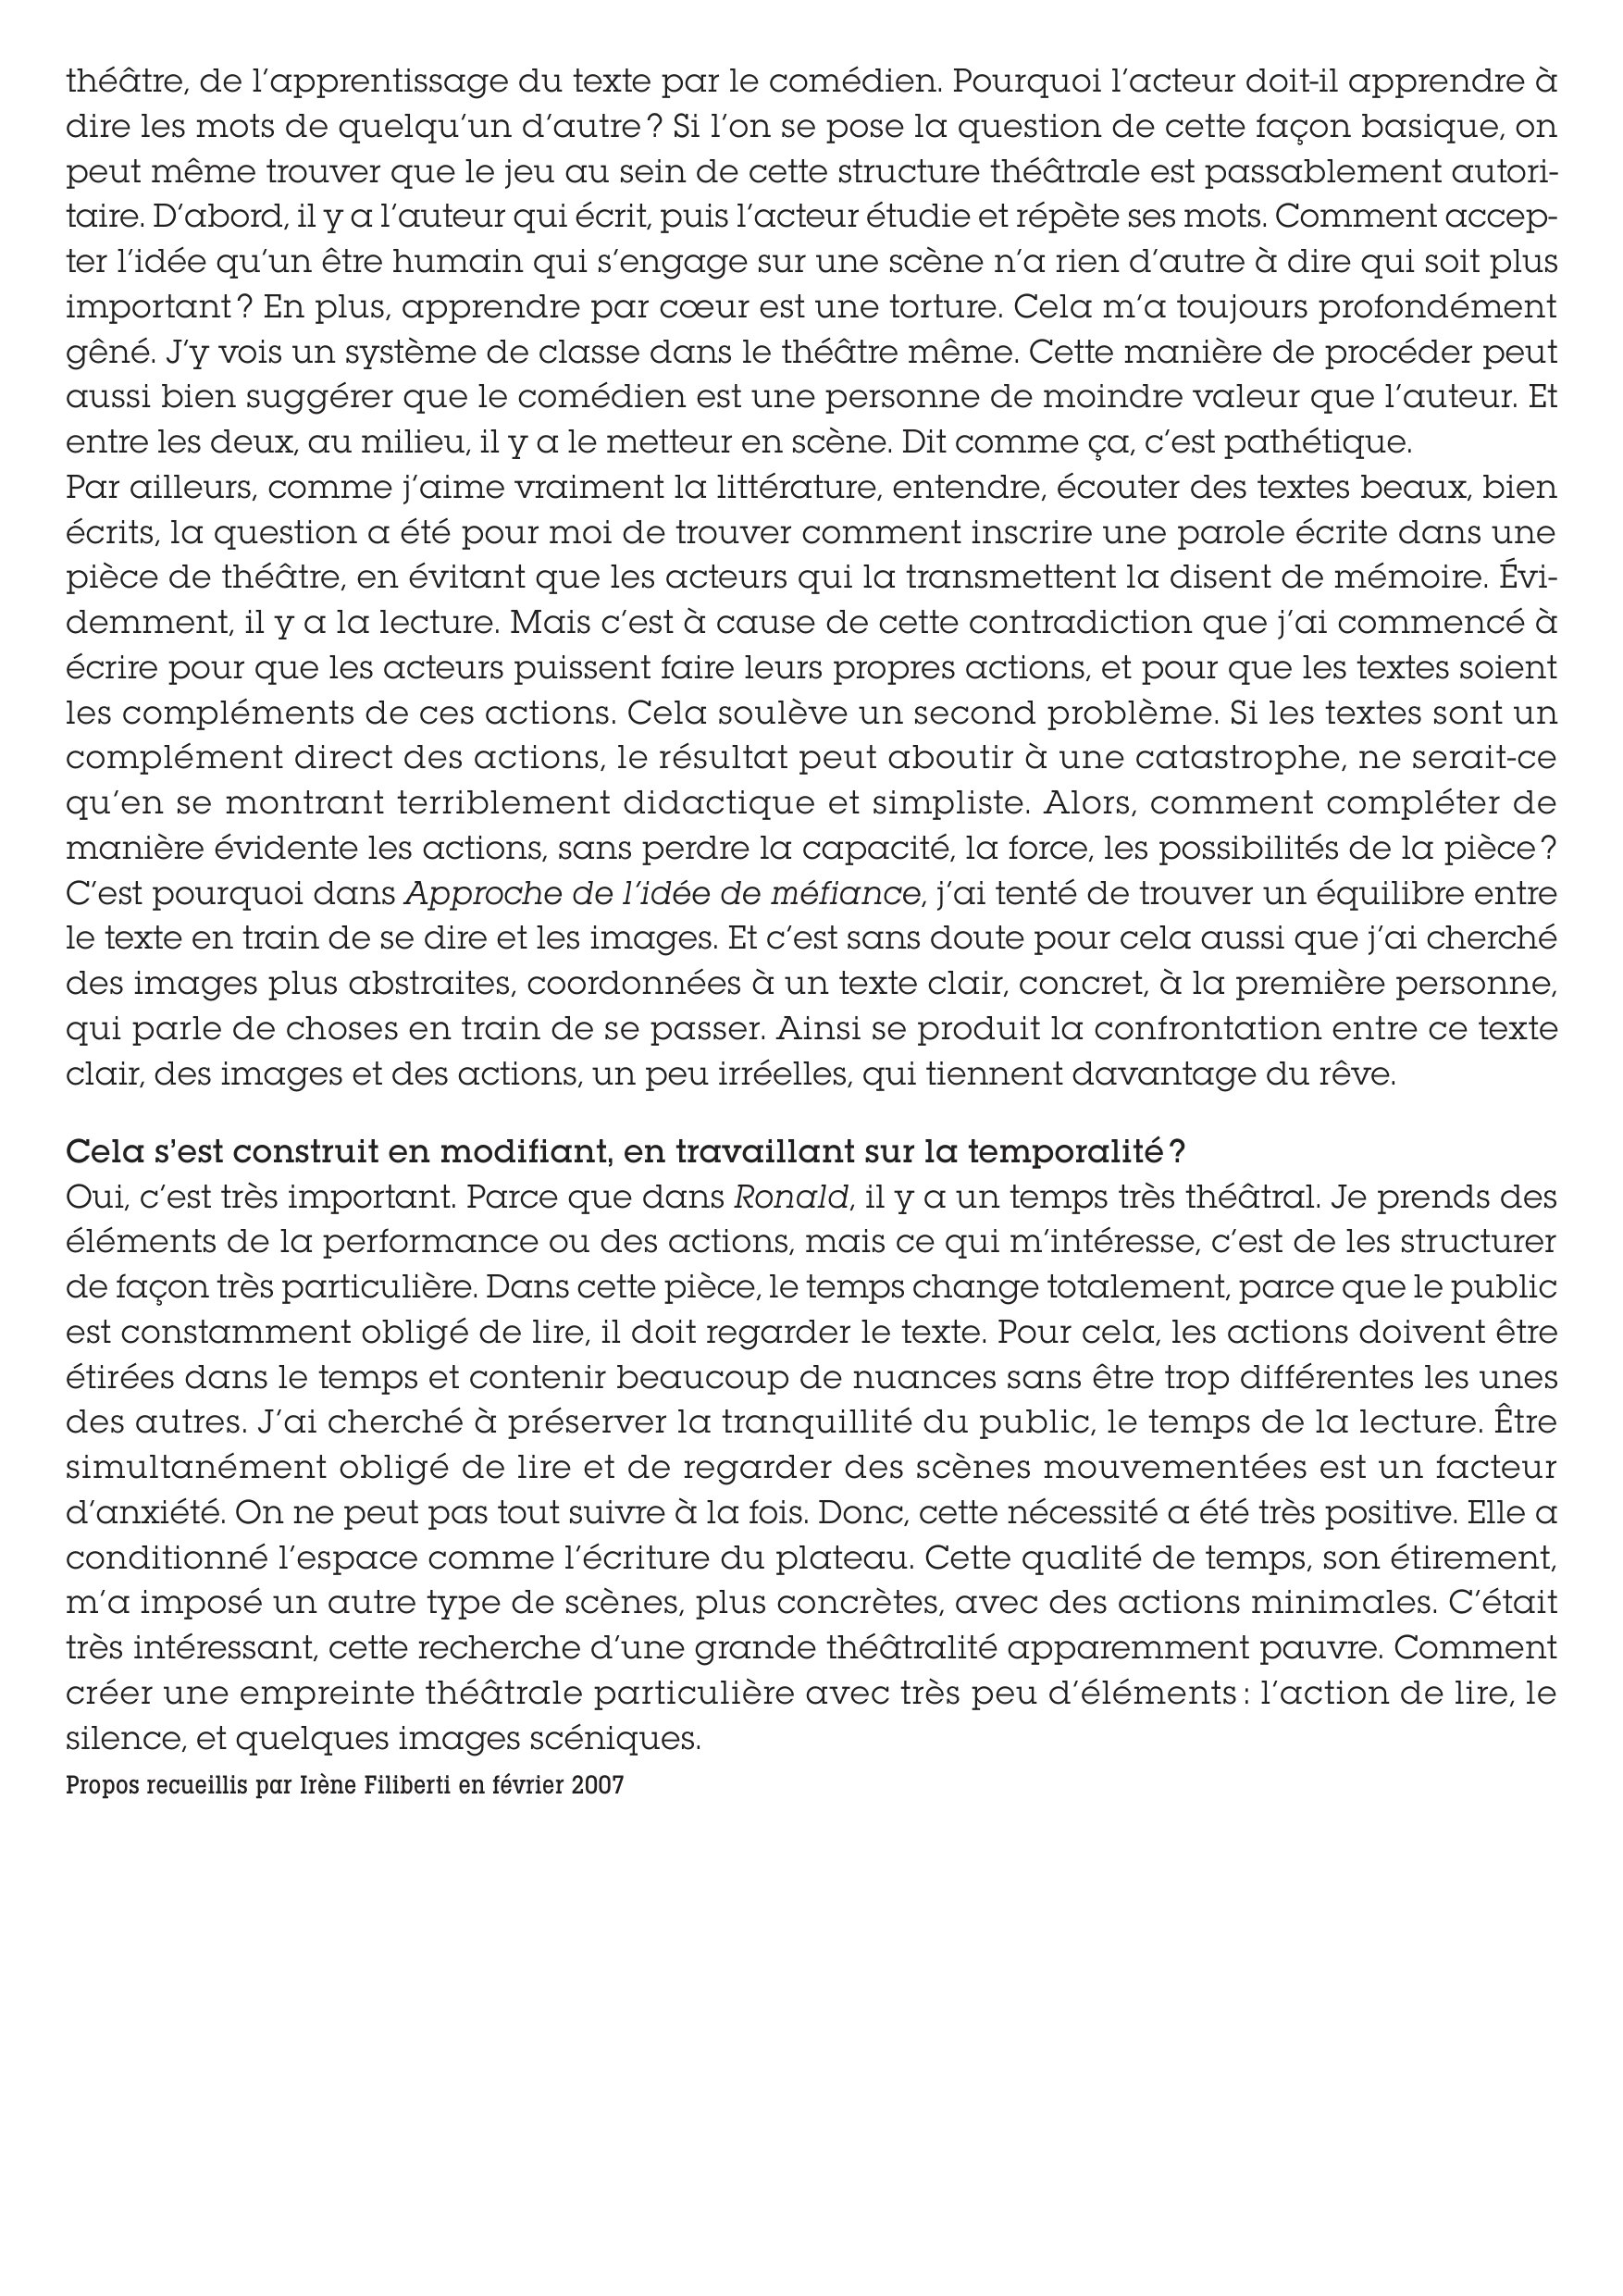 théâtre, de l’apprentissage du texte par le comédien. Pourquoi l’acteur doit-il apprendre à
dire les mots de quelqu’un d’autre ? Si l’on se pose la question de cette façon basique, on
peut même trouver que le jeu au sein de cette structure théâtrale est passablement autori-
taire. D’abord, il y a l’auteur qui écrit, puis l’acteur étudie et répète ses mots. Comment accep-
ter l’idée qu’un être humain qui s’engage sur une scène n’a rien d’autre à dire qui soit plus
important ? En plus, apprendre par cœur est une torture. Cela m’a toujours profondément
gêné. J’y vois un système de classe dans le théâtre même. Cette manière de procéder peut
aussi bien suggérer que le comédien est une personne de moindre valeur que l’auteur. Et
entre les deux, au milieu, il y a le metteur en scène. Dit comme ça, c’est pathétique.
Par ailleurs, comme j’aime vraiment la littérature, entendre, écouter des textes beaux, bien
écrits, la question a été pour moi de trouver comment inscrire une parole écrite dans une
pièce de théâtre, en évitant que les acteurs qui la transmettent la disent de mémoire. Évi-
demment, il y a la lecture. Mais c’est à cause de cette contradiction que j’ai commencé à
écrire pour que les acteurs puissent faire leurs propres actions, et pour que les textes soient
les compléments de ces actions. Cela soulève un second problème. Si les textes sont un
complément direct des actions, le résultat peut aboutir à une catastrophe, ne serait-ce
qu’en se montrant terriblement didactique et simpliste. Alors, comment compléter de
manière évidente les actions, sans perdre la capacité, la force, les possibilités de la pièce ?
C’est pourquoi dans Approche de l’idée de méfiance, j’ai tenté de trouver un équilibre entre
le texte en train de se dire et les images. Et c’est sans doute pour cela aussi que j’ai cherché
des images plus abstraites, coordonnées à un texte clair, concret, à la première personne,
qui parle de choses en train de se passer. Ainsi se produit la confrontation entre ce texte
clair, des images et des actions, un peu irréelles, qui tiennent davantage du rêve.
Cela s’est construit en modifiant, en travaillant sur la temporalité ?
Oui, c’est très important. Parce que dans Ronald, il y a un temps très théâtral. Je prends des
éléments de la performance ou des actions, mais ce qui m’intéresse, c’est de les structurer
de façon très particulière. Dans cette pièce, le temps change totalement, parce que le public
est constamment obligé de lire, il doit regarder le texte. Pour cela, les actions doivent être
étirées dans le temps et contenir beaucoup de nuances sans être trop différentes les unes
des autres. J’ai cherché à préserver la tranquillité du public, le temps de la lecture. Être
simultanément obligé de lire et de regarder des scènes mouvementées est un facteur
d’anxiété. On ne peut pas tout suivre à la fois. Donc, cette nécessité a été très positive. Elle a
conditionné l’espace comme l’écriture du plateau. Cette qualité de temps, son étirement,
m’a imposé un autre type de scènes, plus concrètes, avec des actions minimales. C’était
très intéressant, cette recherche d’une grande théâtralité apparemment pauvre. Comment
créer une empreinte théâtrale particulière avec très peu d’éléments : l’action de lire, le
silence, et quelques images scéniques.
Propos recueillis par Irène Filiberti en février 2007